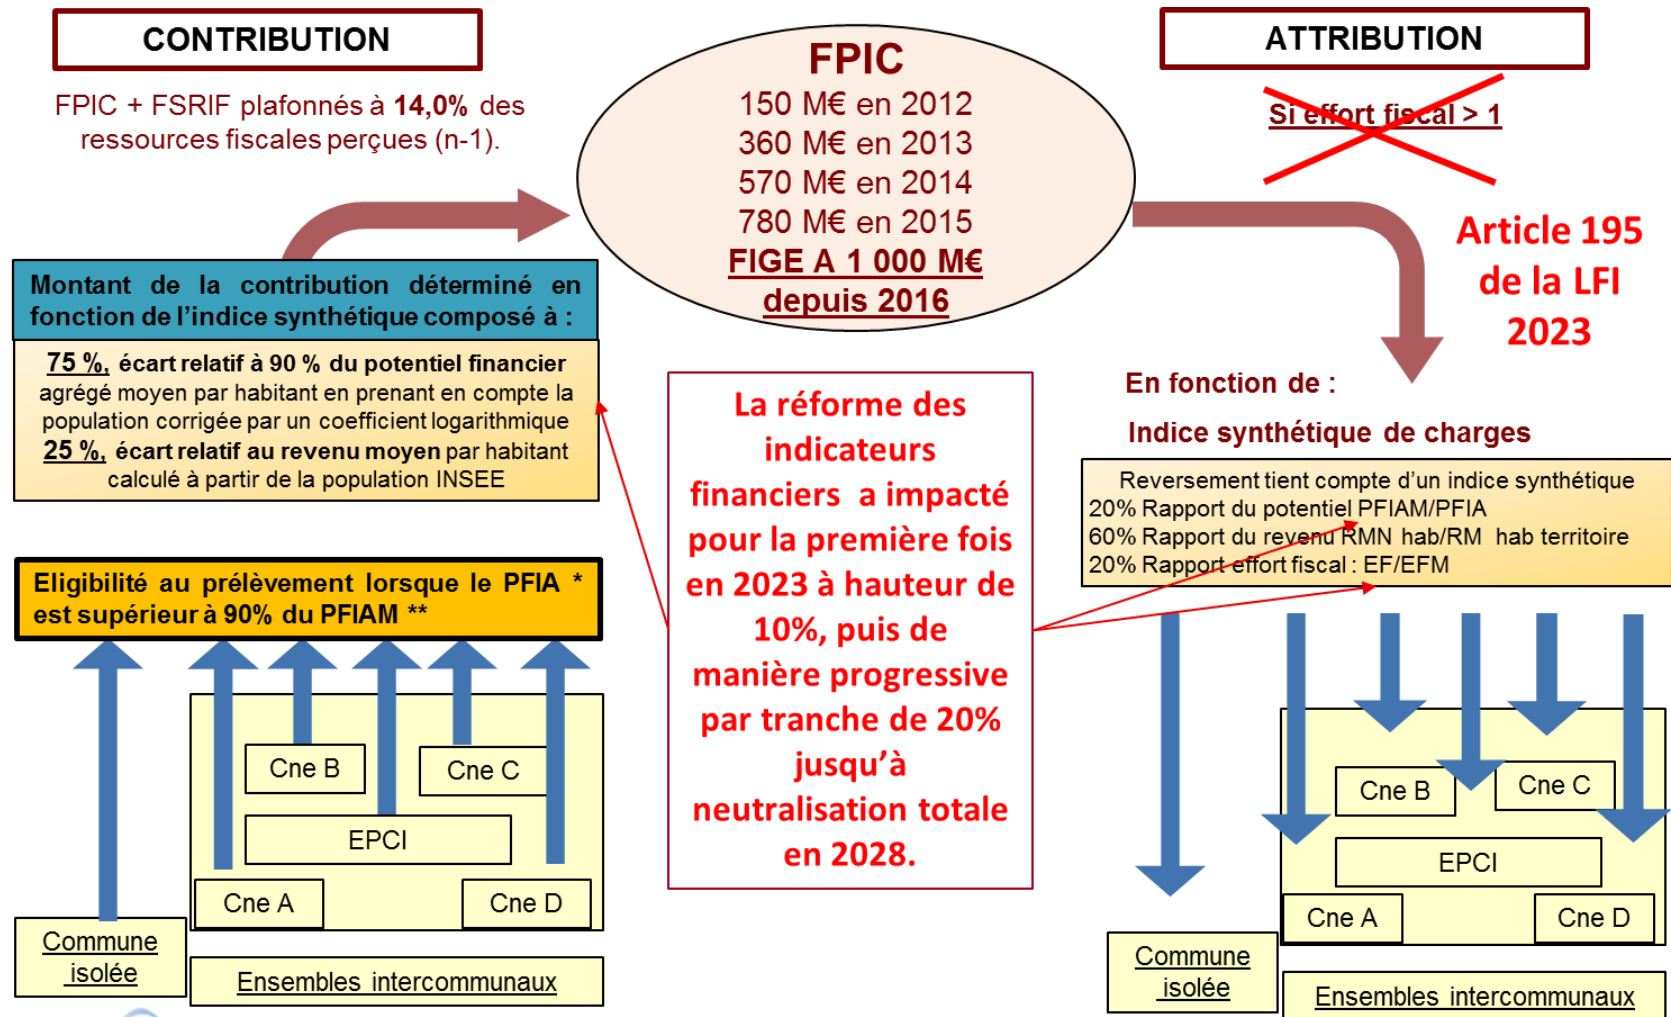 CONTRIBUTION
FPIC + FSRIF plafonnés à 14,0% des
ressources fiscales perçues (n-1).
FPIC
150 M€ en 2012
360 M€ en 2013
570 M€ en 2014
780 M€ en 2015
FIGE A 1 000 M€
depuis 2016
ATTRIBUTION
Si effort fiscal > 1
Article 195
de la LFI
2023
Montant de la contribution déterminé en
fonction de l'indice synthétique composé à :
75 %, écart relatif à 90 % du potentiel financier
agrégé moyen par habitant en prenant en compte la
population corrigée par un coefficient logarithmique
25 %, écart relatif au revenu moyen par habitant
calculé à partir de la population INSEE
La réforme des
indicateurs
financiers a impacté
pour la première fois
en 2023 à hauteur de
10%, puis de
manière progressive
par tranche de 20%
jusqu'à
neutralisation totale
en 2028.
En fonction de :
Indice synthétique de charges
Reversement tient compte d'un indice synthétique
20% Rapport du potentiel PFIAM/PFIA
60% Rapport du revenu RMN hab/RM hab territoire
20% Rapport effort fiscal : EF/EFM
Eligibilité au prélèvement lorsque le PFIA *
est supérieur à 90% du PFIAM **
Cne B
Cne C
EPCI
Cne A
Cne D
Commune
isolée
Ensembles intercommunaux
Cne B
Cne C
EPCI
Cne A
Cne D
Commune
isolée
Ensembles intercommunaux